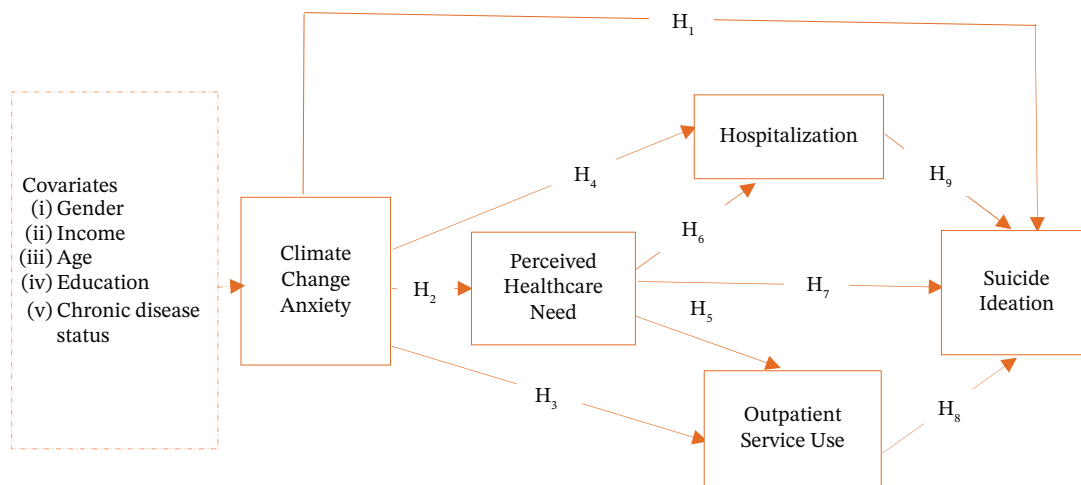 H₁
Hospitalization
Covariates
(i) Gender
(ii) Income
(iii) Age
(iv) Education
(v) Chronic disease
status
Climate
Change
Anxiety
H₄
H₉
H₆
H₂
Perceived
Healthcare
Need
H₇
H₅
Suicide
Ideation
H₃
Outpatient
Service Use
H₈